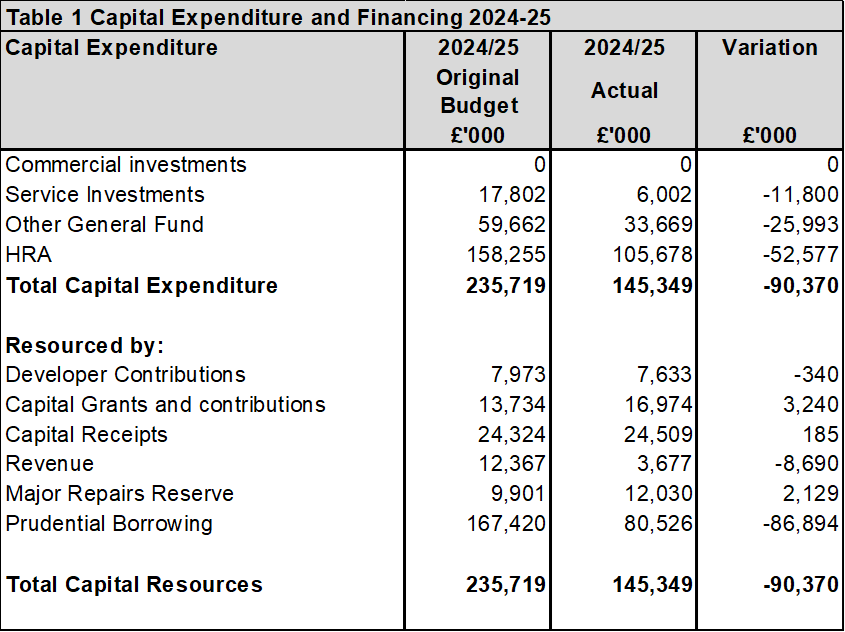 Table 1 Capital Expenditure and Financing 2024-25
Capital Expenditure 2024/25 2024/25 Variation
Original
Budget Actual
£'000 £'000 £'000
Commercial investments 0 0 0
Service Investments 17,802 6,002 -11,800
Other General Fund 59,662 33,669 -25,993
HRA 158,255 105,678 -52,577
Total Capital Expenditure 235,719 145,349 -90,370
Resourced by:
Developer Contributions 7,973 7,633 -340
Capital Grants and contributions 13,734 16,974 3,240
Capital Receipts 24,324 24,509 185
Revenue 12,367 3,677 -8,690
Major Repairs Reserve 9,901 12,030 2,129
Prudential Borrowing 167,420 80,526 -86,894
Total Capital Resources 235,719 145,349 -90,370